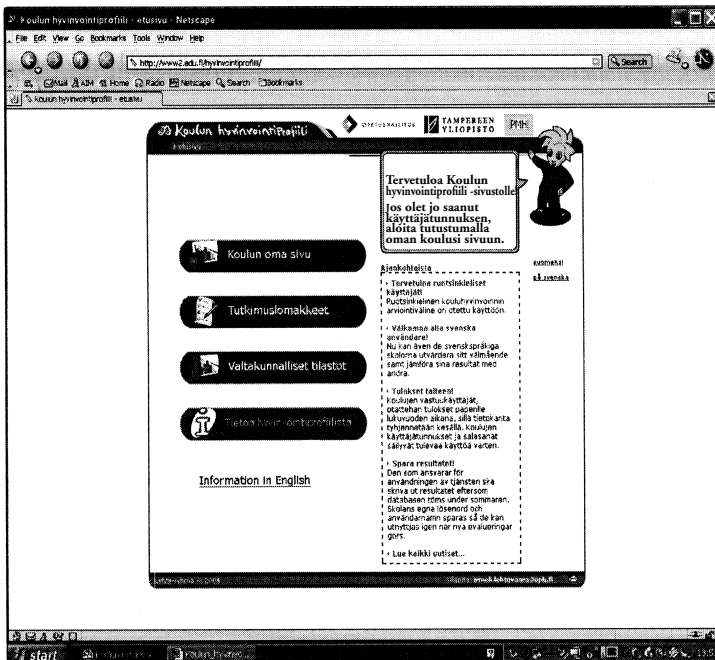 Koulun hyvinvointiprofiili - etusivu - Netscape
File Edit View Go Bookmarks Tools Window Help
http://www2.edu.fi/hyvinvointiprofiili/
Search
Mail AIM Home Radio Netscape Search Bookmarks
Koulun hyvinvointiprofiili - etusivu
Koulun hyvinvointiprofiili
OPETUSHALLITUS
TAMPEREEN
YLIOPISTO
PMH
Etusivu
Tervetuloa Koulun
hyvinvointiprofiili -sivustolle
Jos olet jo saanut
käyttäjätunnuksen,
aloita tutustumalla
oman koulusi sivuun.
Koulun oma sivu
Tutkimuslomakkeet
Valtakunnalliset tilastot
Tietoa hyvinvointiprofiilista
Information in English
suomeksi
på svenska
Ajankohtaista
› Tervetuloa ruotsinkieliset
käyttäjät!
Ruotsinkielinen kouluhyvinvoinnin
arviointiväline on otettu käyttöön.
› Välkomna alla svenska
användare!
Nu kan även de svenskspråkiga
skolorna utvärdera sitt välmående
samt jämföra sina resultat med
andra.
› Tulokset talteen!
Koulujen vastuukäyttäjät,
ottattehan tulokset paperille
lukuvuoden aikana, sillä tietokanta
tyhjennetään kesällä. Koulujen
käyttäjätunnukset ja salasanat
säilyvät tulevaa käyttöä varten.
› Spara resultatet!
Den som ansvarar för
användningen av tjänsten ska
skriva ut resultatet eftersom
databasen töms under sommaren.
Skolans egna lösenord och
användarnamn sparas så de kan
utnyttjas igen när nya evalueringar
görs.
› Lue kaikki uutiset...
start